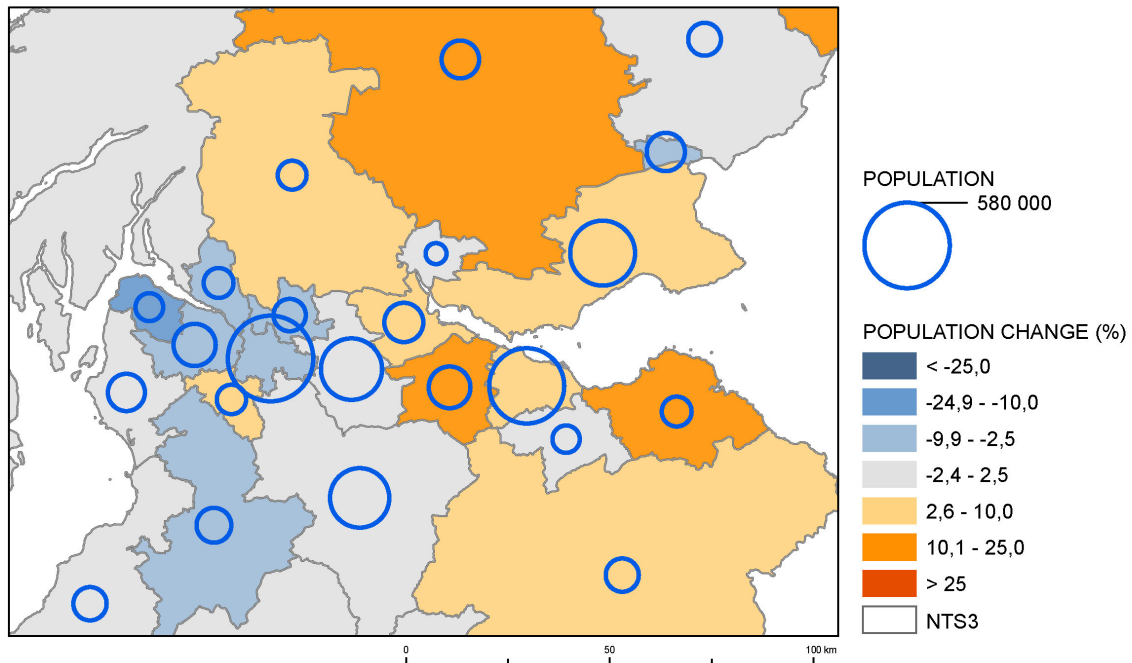 POPULATION
580 000
POPULATION CHANGE (%)
< -25,0
-24,9 - -10,0
-9,9 - -2,5
-2,4 - 2,5
2,6 - 10,0
10,1 - 25,0
> 25
NTS3
0 50 100 km